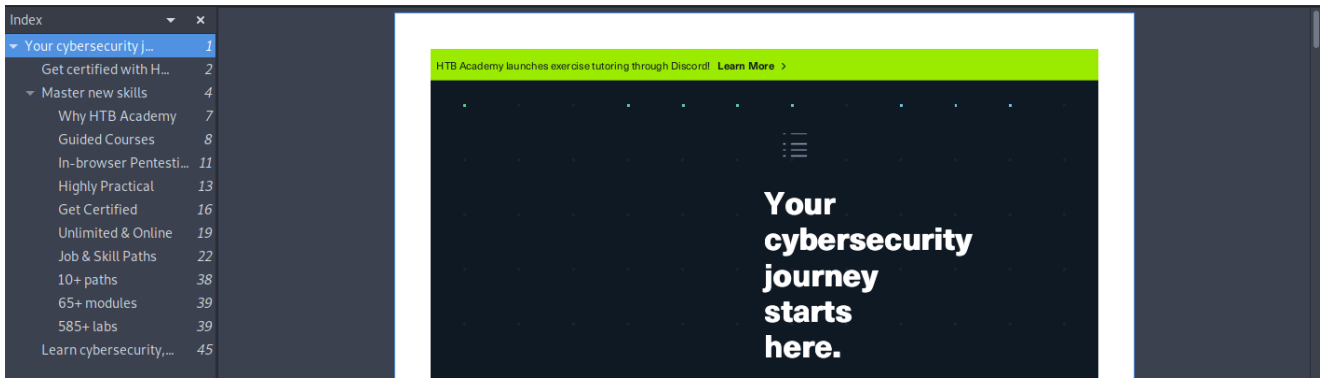 Index
Your cybersecurity j... 1
Get certified with H... 2
Master new skills 4
Why HTB Academy 7
Guided Courses 8
In-browser Pentesti... 11
Highly Practical 13
Get Certified 16
Unlimited & Online 19
Job & Skill Paths 22
10+ paths 38
65+ modules 39
585+ labs 39
Learn cybersecurity,... 45
HTB Academy launches exercise tutoring through Discord! Learn More >
Your
cybersecurity
journey
starts
here.